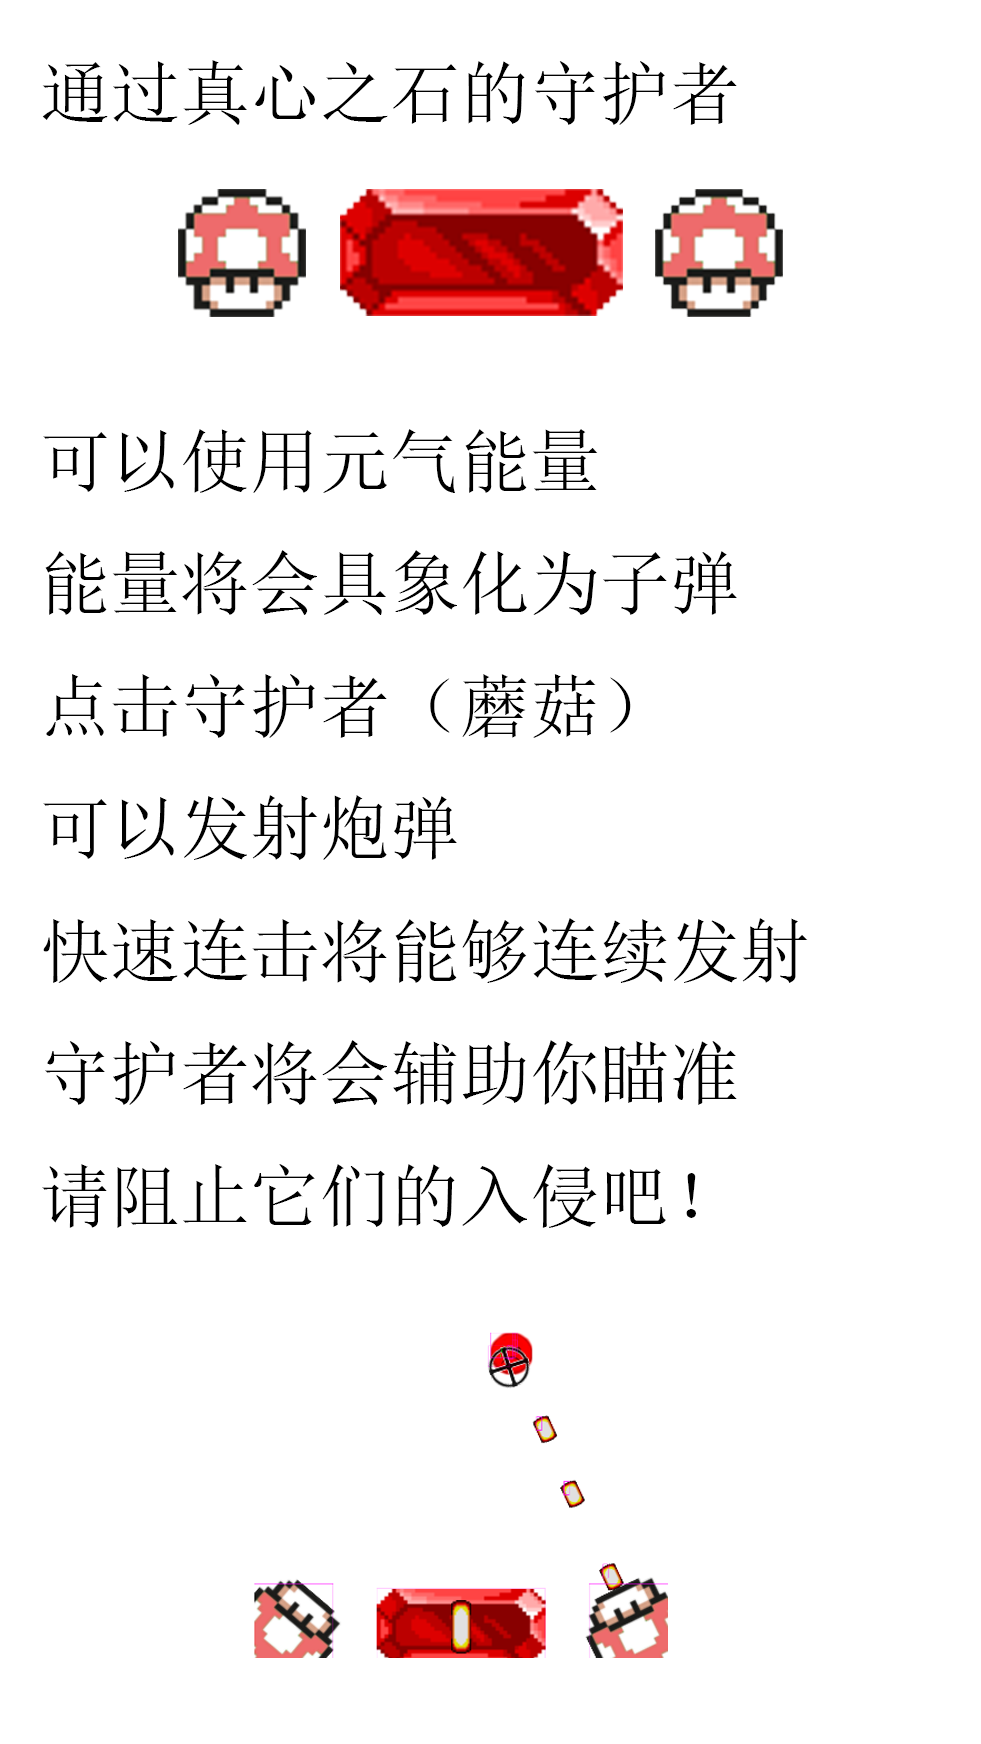 通过真心之石的守护者
可以使用元气能量
能量将会具象化为子弹
点击守护者（蘑菇）
可以发射炮弹
快速连击将能够连续发射
守护者将会辅助你瞄准
请阻止它们的入侵吧！